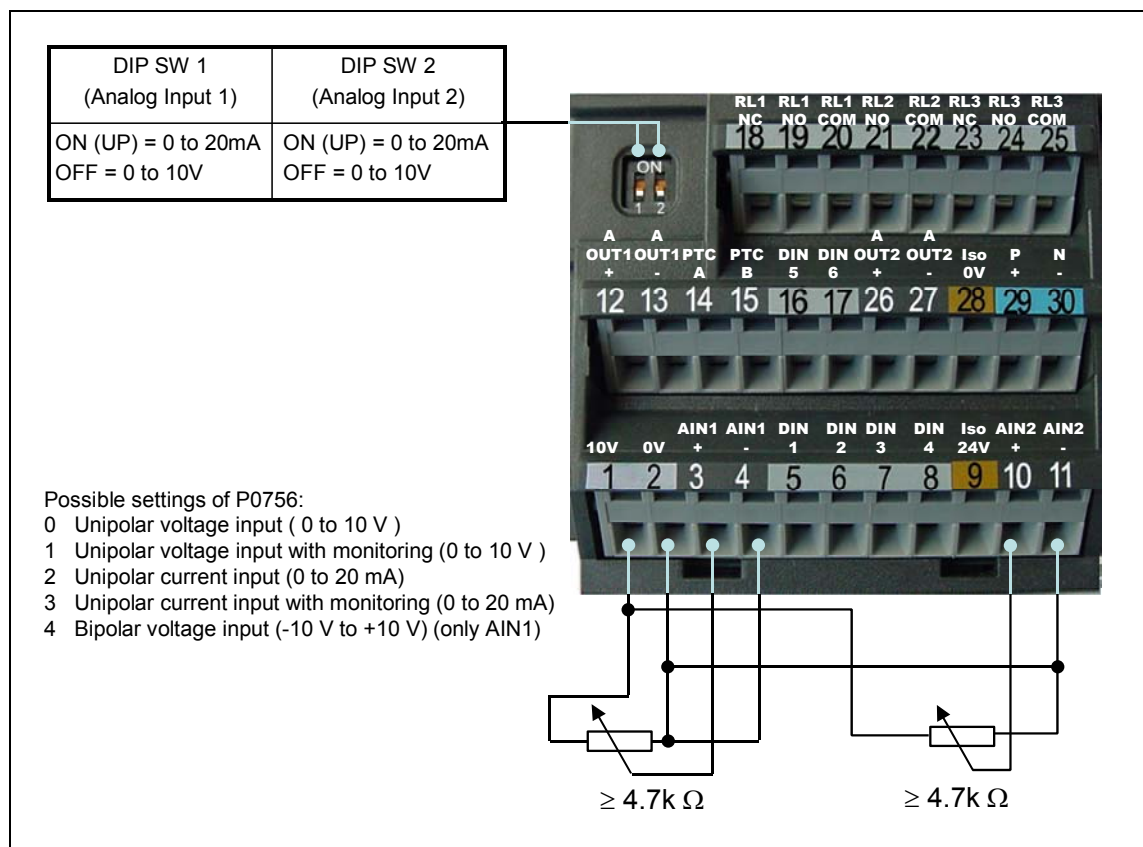 DIP SW 1
(Analog Input 1)
DIP SW 2
(Analog Input 2)
ON (UP) = 0 to 20mA
OFF = 0 to 10V
ON (UP) = 0 to 20mA
OFF = 0 to 10V
RL1 RL1 RL1 RL2 RL2 RL3 RL3 RL3
NC NO COM NO COM NC NO COM
18 19 20 21 22 23 24 25
ON
1 2
A A A A
OUT1 OUT1 PTC PTC DIN DIN OUT2 OUT2 Iso P N
+ - A B 5 6 + - 0V + -
12 13 14 15 16 17 26 27 28 29 30
AIN1 AIN1 DIN DIN DIN DIN Iso AIN2 AIN2
10V 0V + - 1 2 3 4 24V + -
1 2 3 4 5 6 7 8 9 10 11
Possible settings of P0756:
0 Unipolar voltage input ( 0 to 10 V )
1 Unipolar voltage input with monitoring (0 to 10 V )
2 Unipolar current input (0 to 20 mA)
3 Unipolar current input with monitoring (0 to 20 mA)
4 Bipolar voltage input (-10 V to +10 V) (only AIN1)
≥ 4.7k Ω
≥ 4.7k Ω